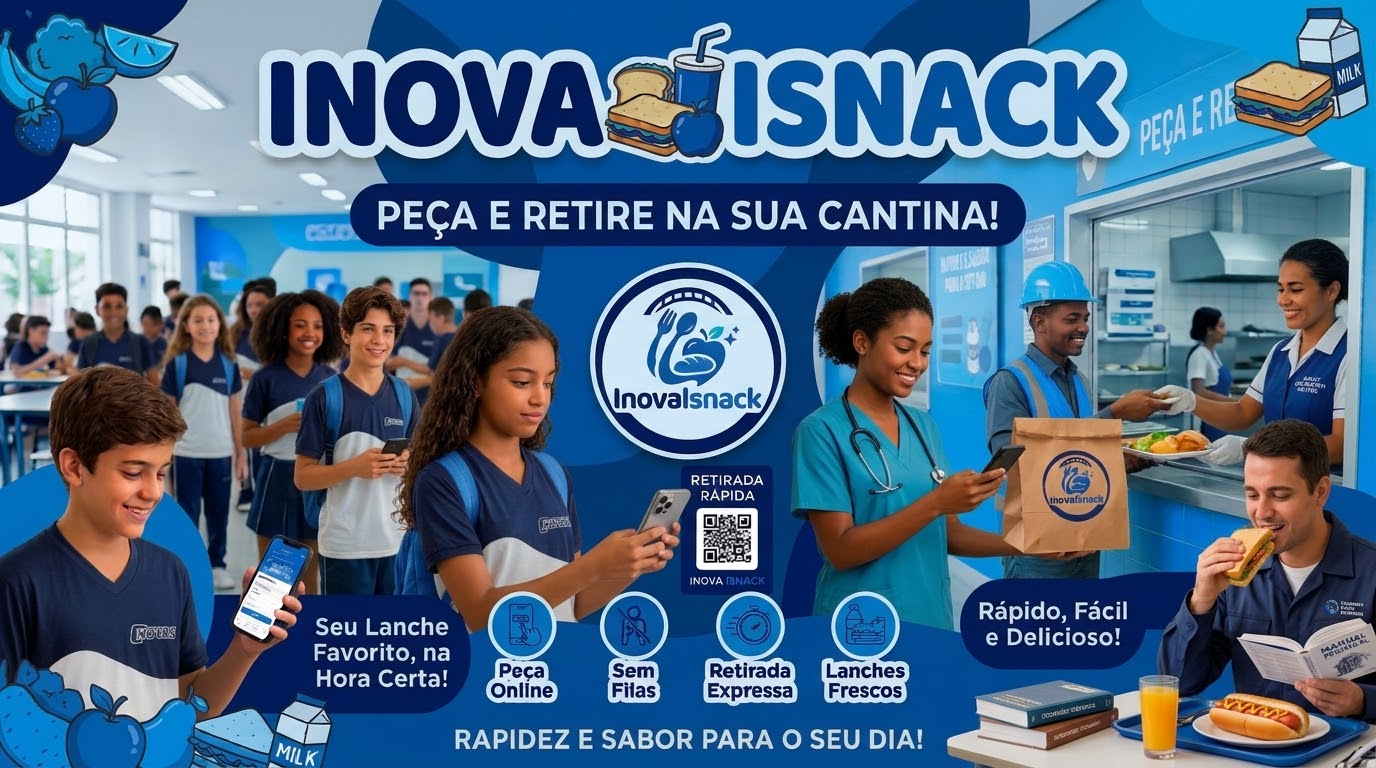 INOVA ISNACK
PEÇA E RETIRE NA SUA CANTINA!
PEÇA E RE
MILK
InovaIsnack
RETIRADA
RÁPIDA
INOVA ISNACK
InovaIsnack
Seu Lanche
Favorito, na
Hora Certa!
Peça
Online
Sem
Filas
Retirada
Expressa
Lanches
Frescos
Rápido, Fácil
e Delicioso!
MILK
RAPIDEZ E SABOR PARA O SEU DIA!